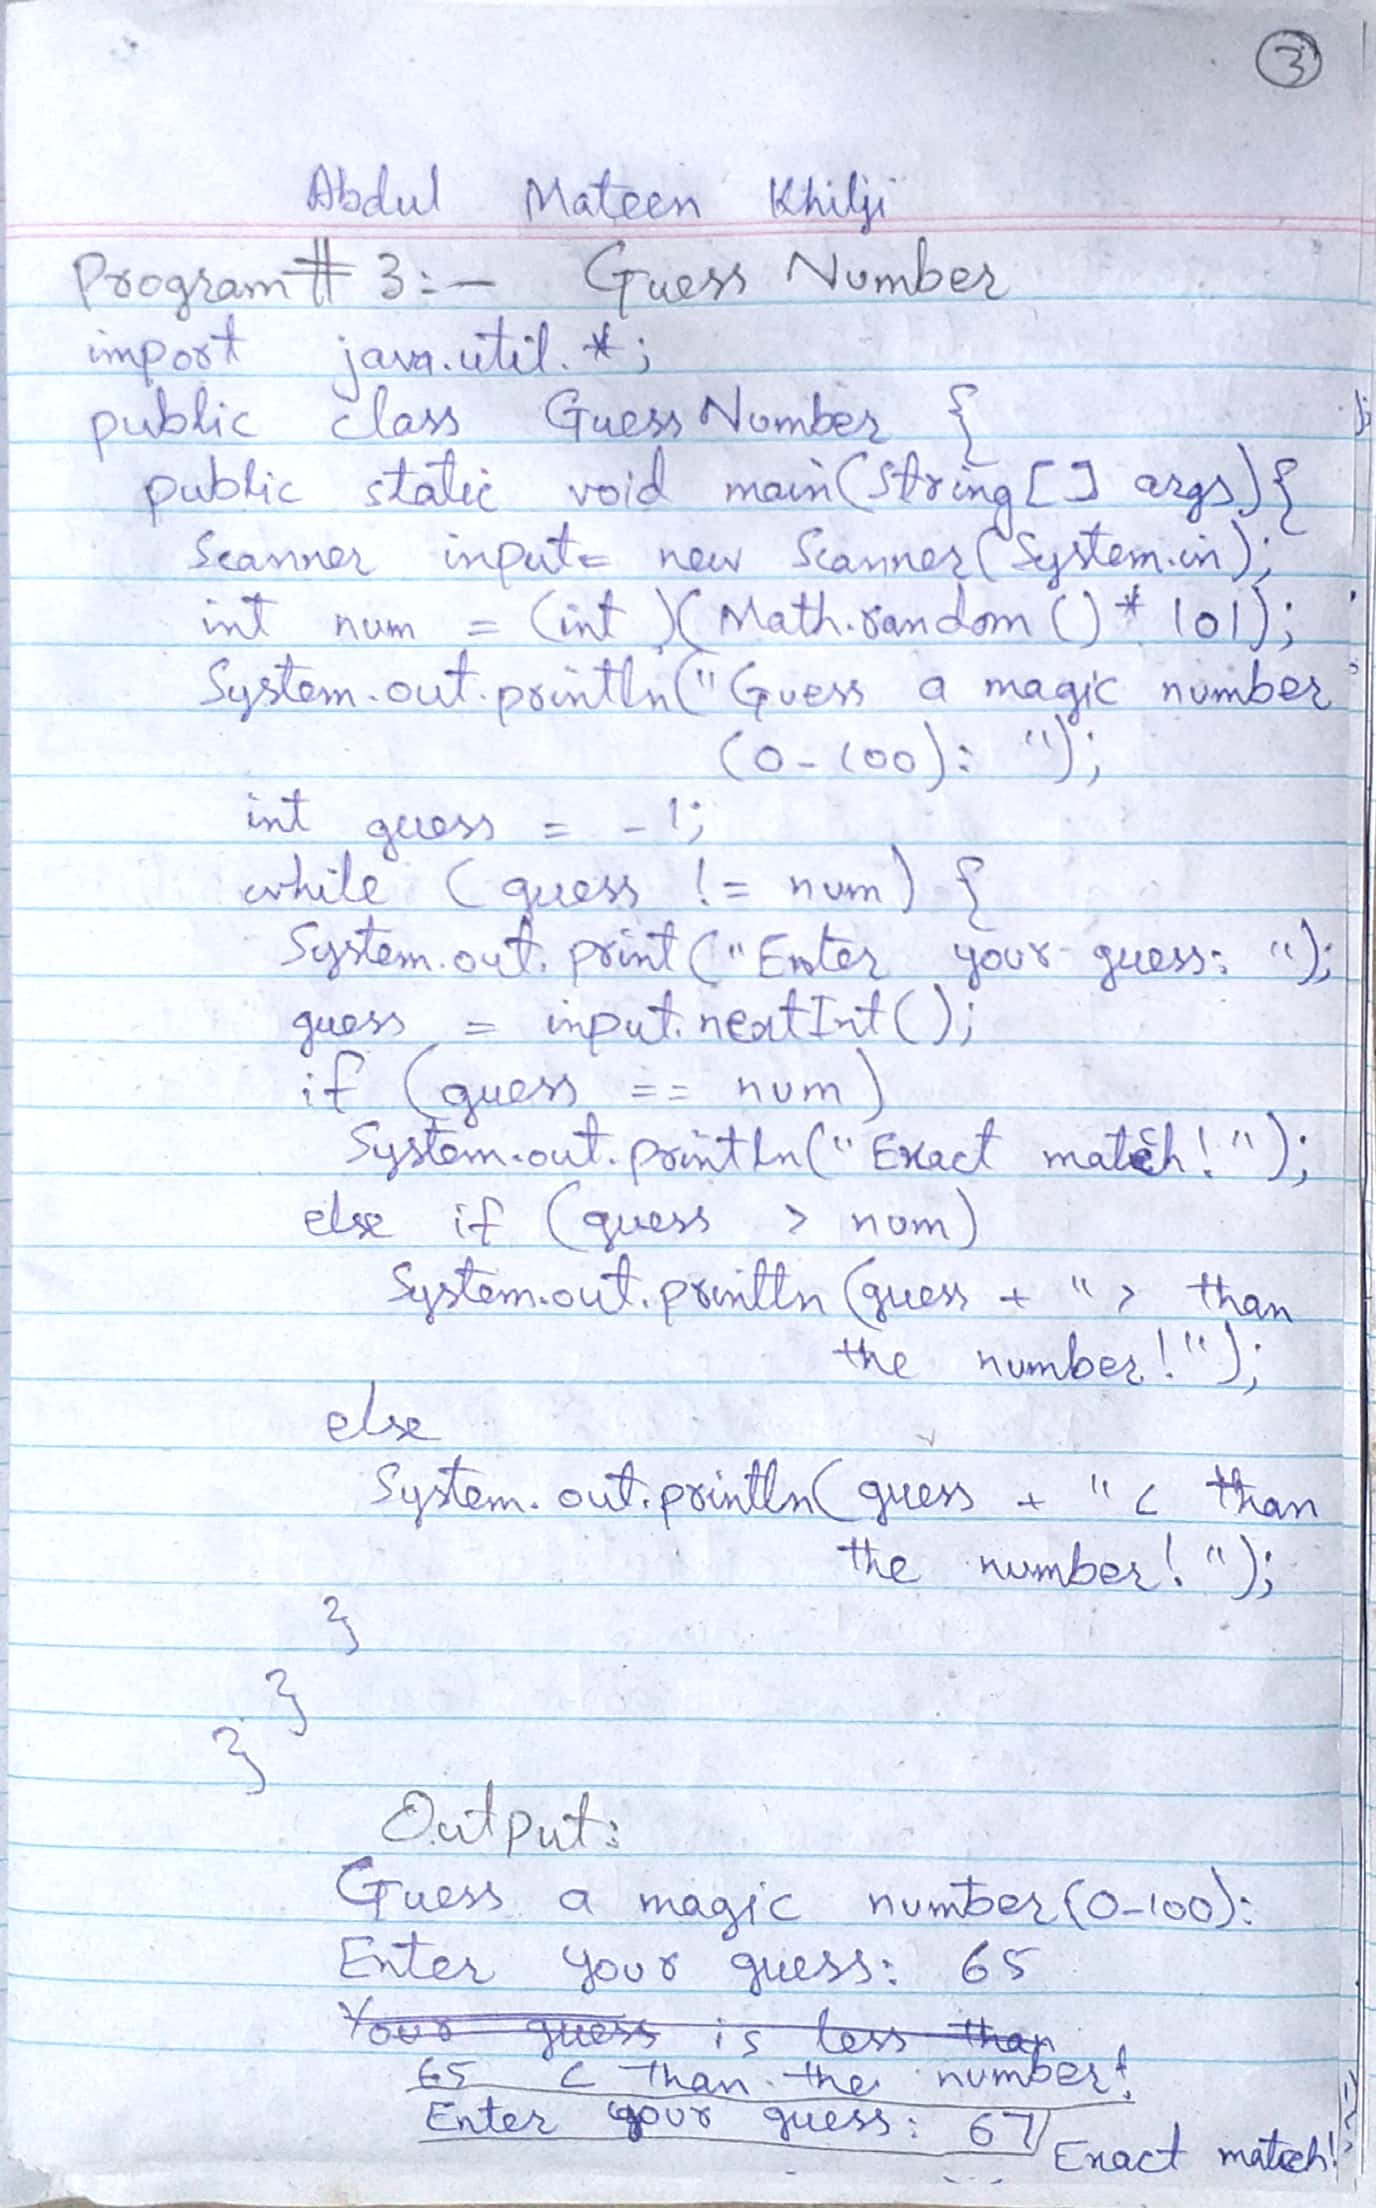 3
Abdul Mateen Khilji
Program # 3:- Guess Number
import java.util.*;
public class GuessNumber {
public static void main(String[] args){
Scanner input= new Scanner(System.in);
int num = (int)(Math.random()* 101);
System.out.println("Guess a magic number
(0-100): ");
int guess = -1;
while (guess != num) {
System.out.print("Enter your guess: ");
guess = input.nextInt();
if (guess == num)
System.out.println("Exact match!");
else if (guess > num)
System.out.println(guess + " > than
the number!");
else
System.out.println(guess + " < than
the number!");
}
}
}
Output:
Guess a magic number(0-100):
Enter your guess: 65
Your guess is less than
65 < than the number!
Enter your guess: 67
Exact match!